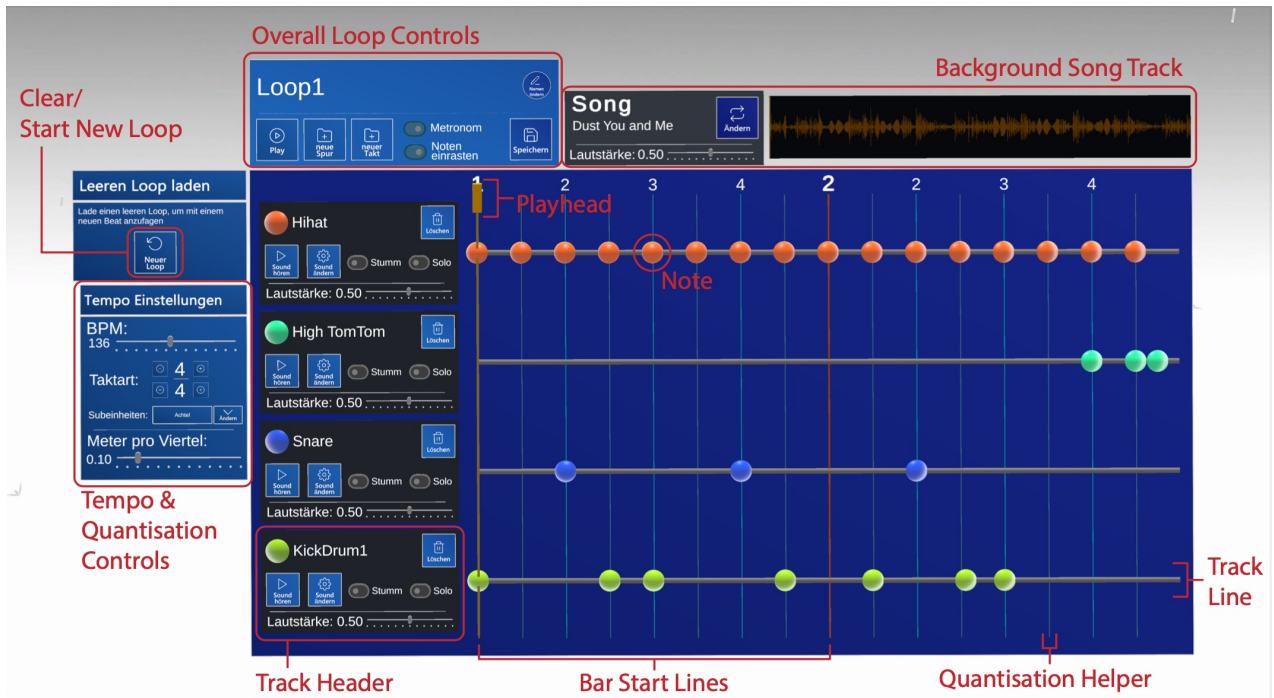 Overall Loop Controls
Background Song Track
Clear/
Start New Loop
Loop1
Namen
ändern
Play
neue
Spur
neuer
Takt
Metronom
Noten
einrasten
Speichern
Song
Dust You and Me
Ändern
Lautstärke: 0.50
Leeren Loop laden
Lade einen leeren Loop, um mit einem
neuen Beat anzufagen
Neuer
Loop
Tempo Einstellungen
BPM:
136
Taktart:
4
4
Subeinheiten:
Achtel
Ändern
Meter pro Viertel:
0.10
Tempo &
Quantisation
Controls
1 2 3 4 2 2 3 4
Playhead
Hihat
Löschen
Sound
hören
Sound
ändern
Stumm
Solo
Lautstärke: 0.50
Note
High TomTom
Löschen
Sound
hören
Sound
ändern
Stumm
Solo
Lautstärke: 0.50
Snare
Löschen
Sound
hören
Sound
ändern
Stumm
Solo
Lautstärke: 0.50
KickDrum1
Löschen
Sound
hören
Sound
ändern
Stumm
Solo
Lautstärke: 0.50
Track
Line
Track Header
Bar Start Lines
Quantisation Helper